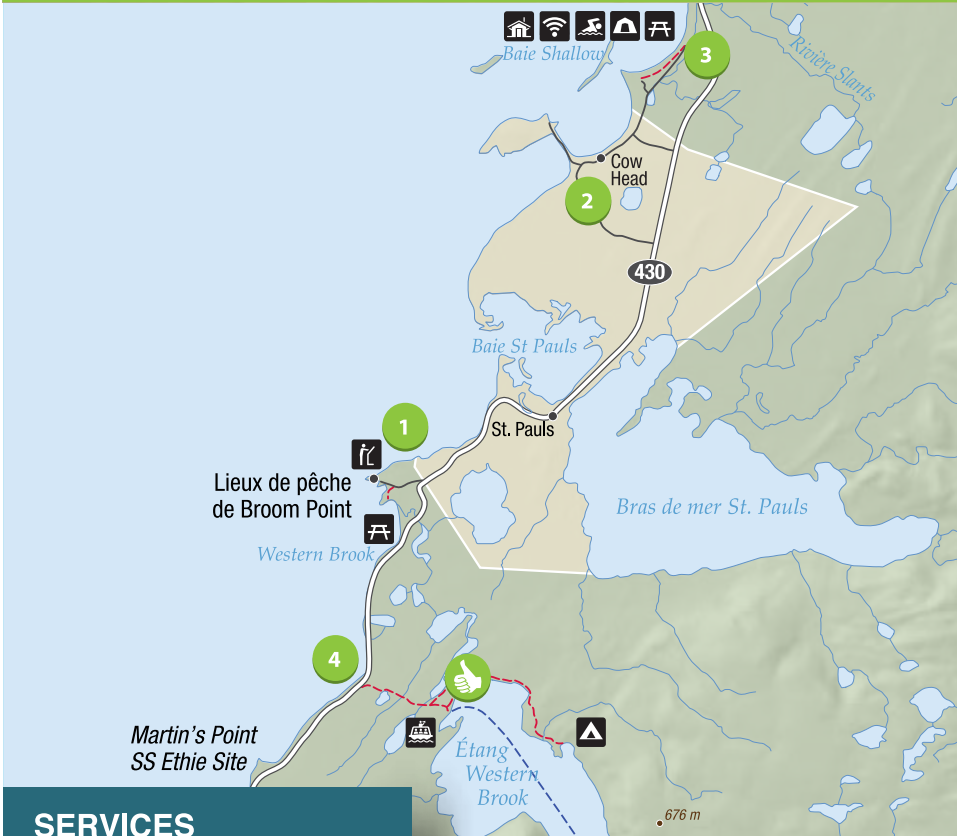 Baie Shallow
3
Rivière Slants
Cow
Head
2
430
Baie St Pauls
1
St. Pauls
Lieux de pêche
de Broom Point
Bras de mer St. Pauls
Western Brook
4
Martin's Point
SS Ethie Site
Étang
Western
Brook
676 m
SERVICES